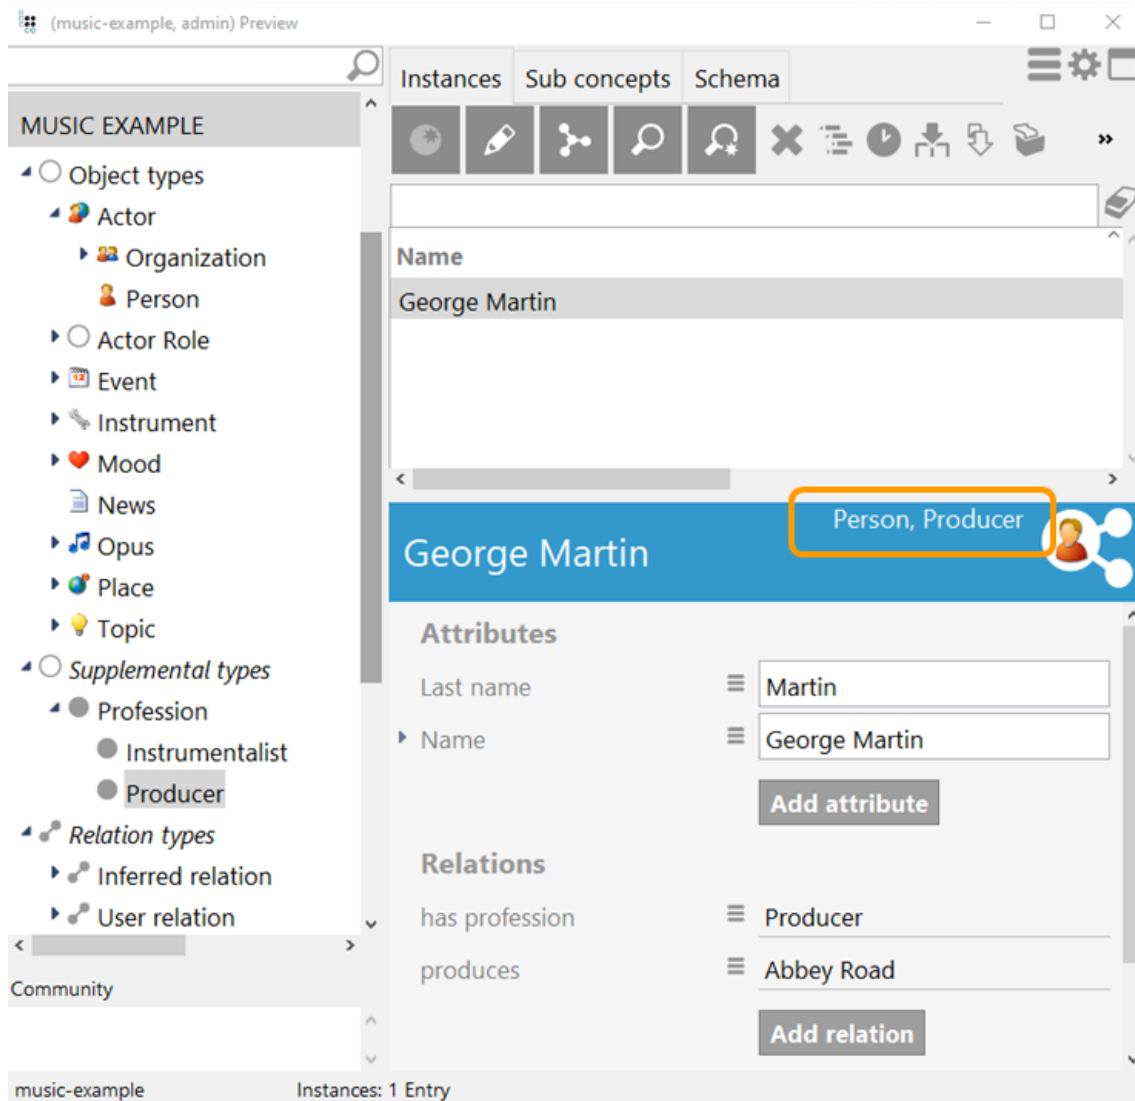 (music-example, admin) Preview
Instances Sub concepts Schema
MUSIC EXAMPLE
Object types
Actor
Organization
Person
Actor Role
Event
Instrument
Mood
News
Opus
Place
Topic
Supplemental types
Profession
Instrumentalist
Producer
Relation types
Inferred relation
User relation
Community
»
Name
George Martin
Person, Producer
George Martin
Attributes
Last name Martin
Name George Martin
Add attribute
Relations
has profession Producer
produces Abbey Road
Add relation
music-example Instances: 1 Entry